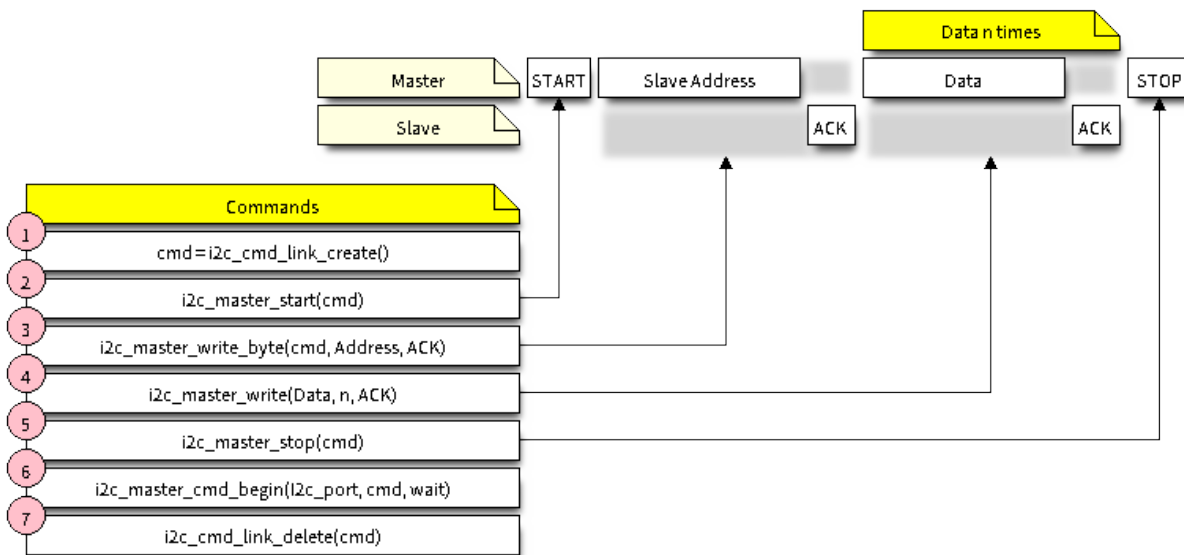 Data n times
Master START Slave Address Data STOP
Slave ACK ACK
Commands
1
cmd = i2c_cmd_link_create()
2
i2c_master_start(cmd)
3
i2c_master_write_byte(cmd, Address, ACK)
4
i2c_master_write(Data, n, ACK)
5
i2c_master_stop(cmd)
6
i2c_master_cmd_begin(I2c_port, cmd, wait)
7
i2c_cmd_link_delete(cmd)